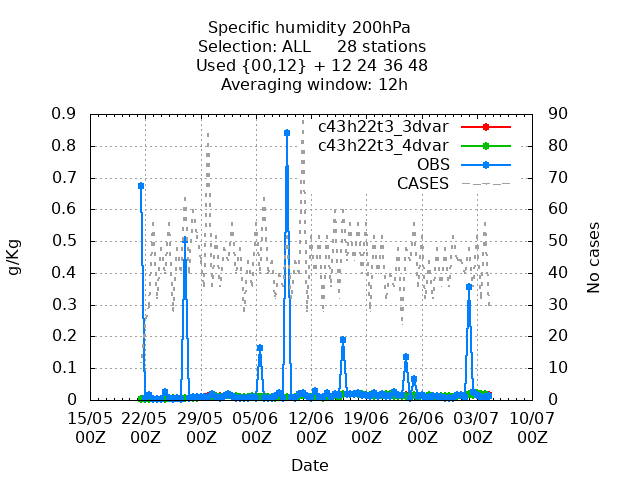 Specific humidity 200hPa
Selection: ALL 28 stations
Used {00,12} + 12 24 36 48
Averaging window: 12h
0.9 90
c43h22t3_3dvar
0.8 80
c43h22t3_4dvar
OBS
0.7 70
CASES
0.6 60
0.5 50
g/Kg
No cases
0.4 40
0.3 30
0.2 20
0.1 10
0 0
15/05 22/05 29/05 05/06 12/06 19/06 26/06 03/07 10/07
00Z 00Z 00Z 00Z 00Z 00Z 00Z 00Z 00Z
Date